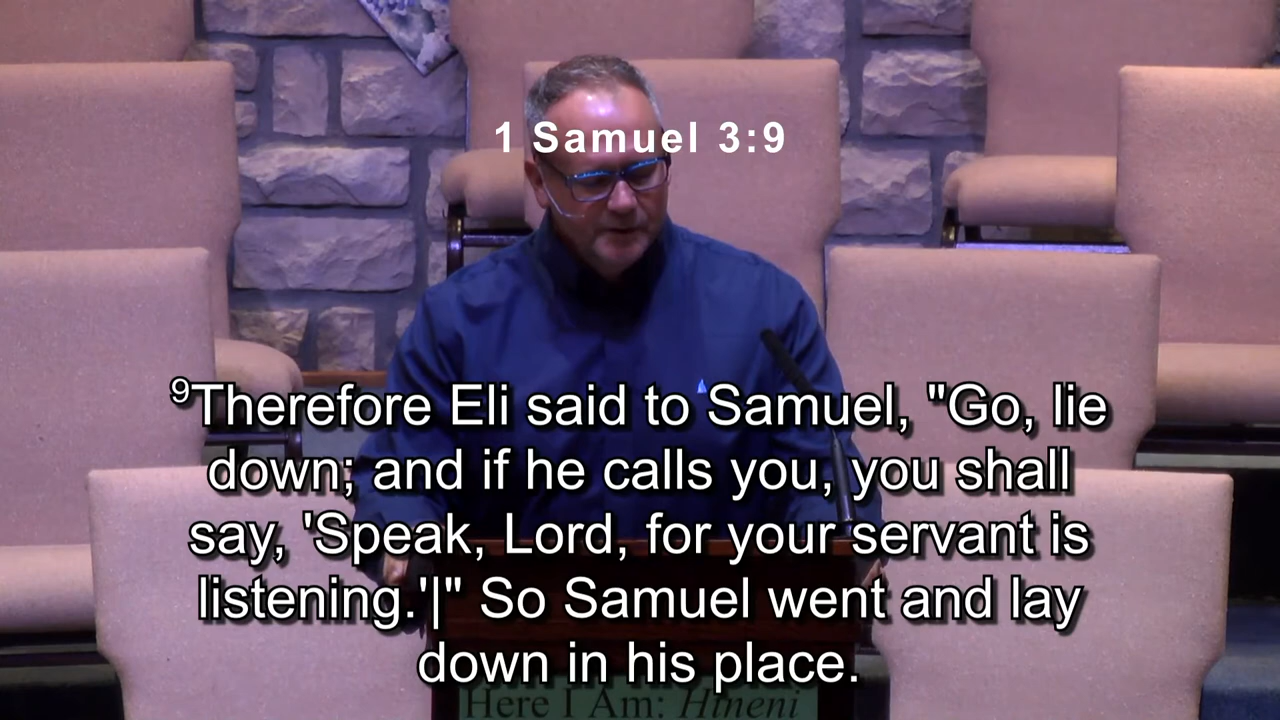 1 Samuel 3:9
⁹Therefore Eli said to Samuel, "Go, lie
down; and if he calls you, you shall
say, 'Speak, Lord, for your servant is
listening.'|" So Samuel went and lay
down in his place.
Here I Am: Hineni